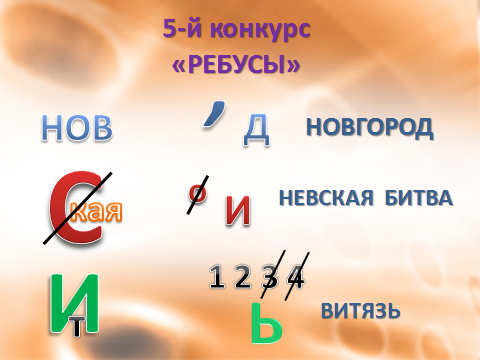 5-й конкурс
«РЕБУСЫ»
НОВ , Д НОВГОРОД
С кая о И НЕВСКАЯ БИТВА
И т 1 2 3 4 Ь ВИТЯЗЬ